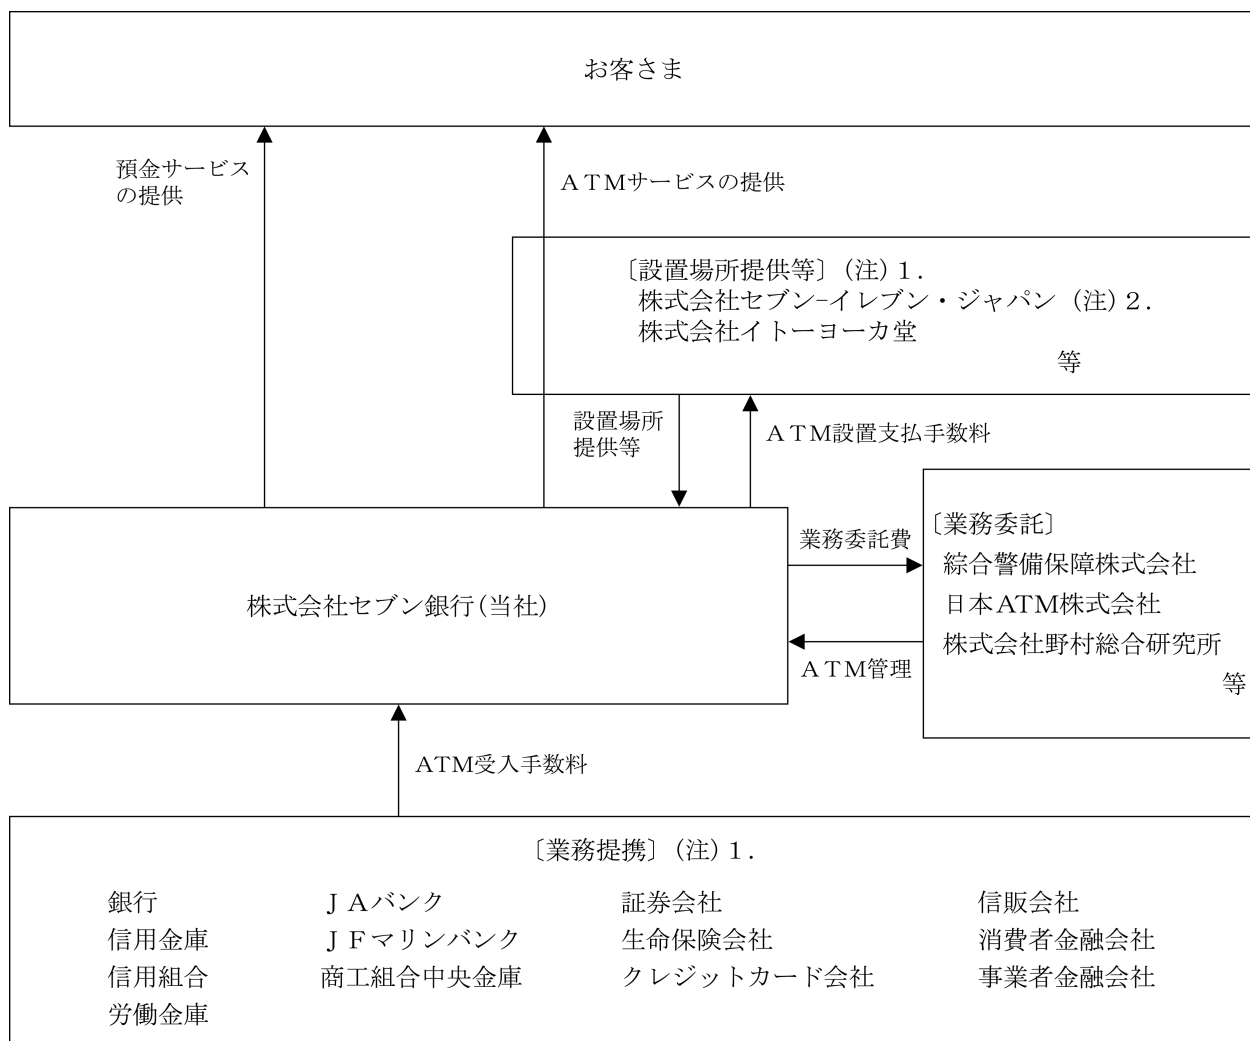 お客さま
預金サービス
の提供
ＡＴＭサービスの提供
〔設置場所提供等〕(注)１．
株式会社セブン−イレブン・ジャパン (注)２．
株式会社イトーヨーカ堂
等
設置場所
提供等
ＡＴＭ設置支払手数料
株式会社セブン銀行(当社)
業務委託費
ＡＴＭ管理
〔業務委託〕
綜合警備保障株式会社
日本ATM株式会社
株式会社野村総合研究所
等
ATM受入手数料
〔業務提携〕(注)１．
銀行 ＪＡバンク 証券会社 信販会社
信用金庫 ＪＦマリンバンク 生命保険会社 消費者金融会社
信用組合 商工組合中央金庫 クレジットカード会社 事業者金融会社
労働金庫